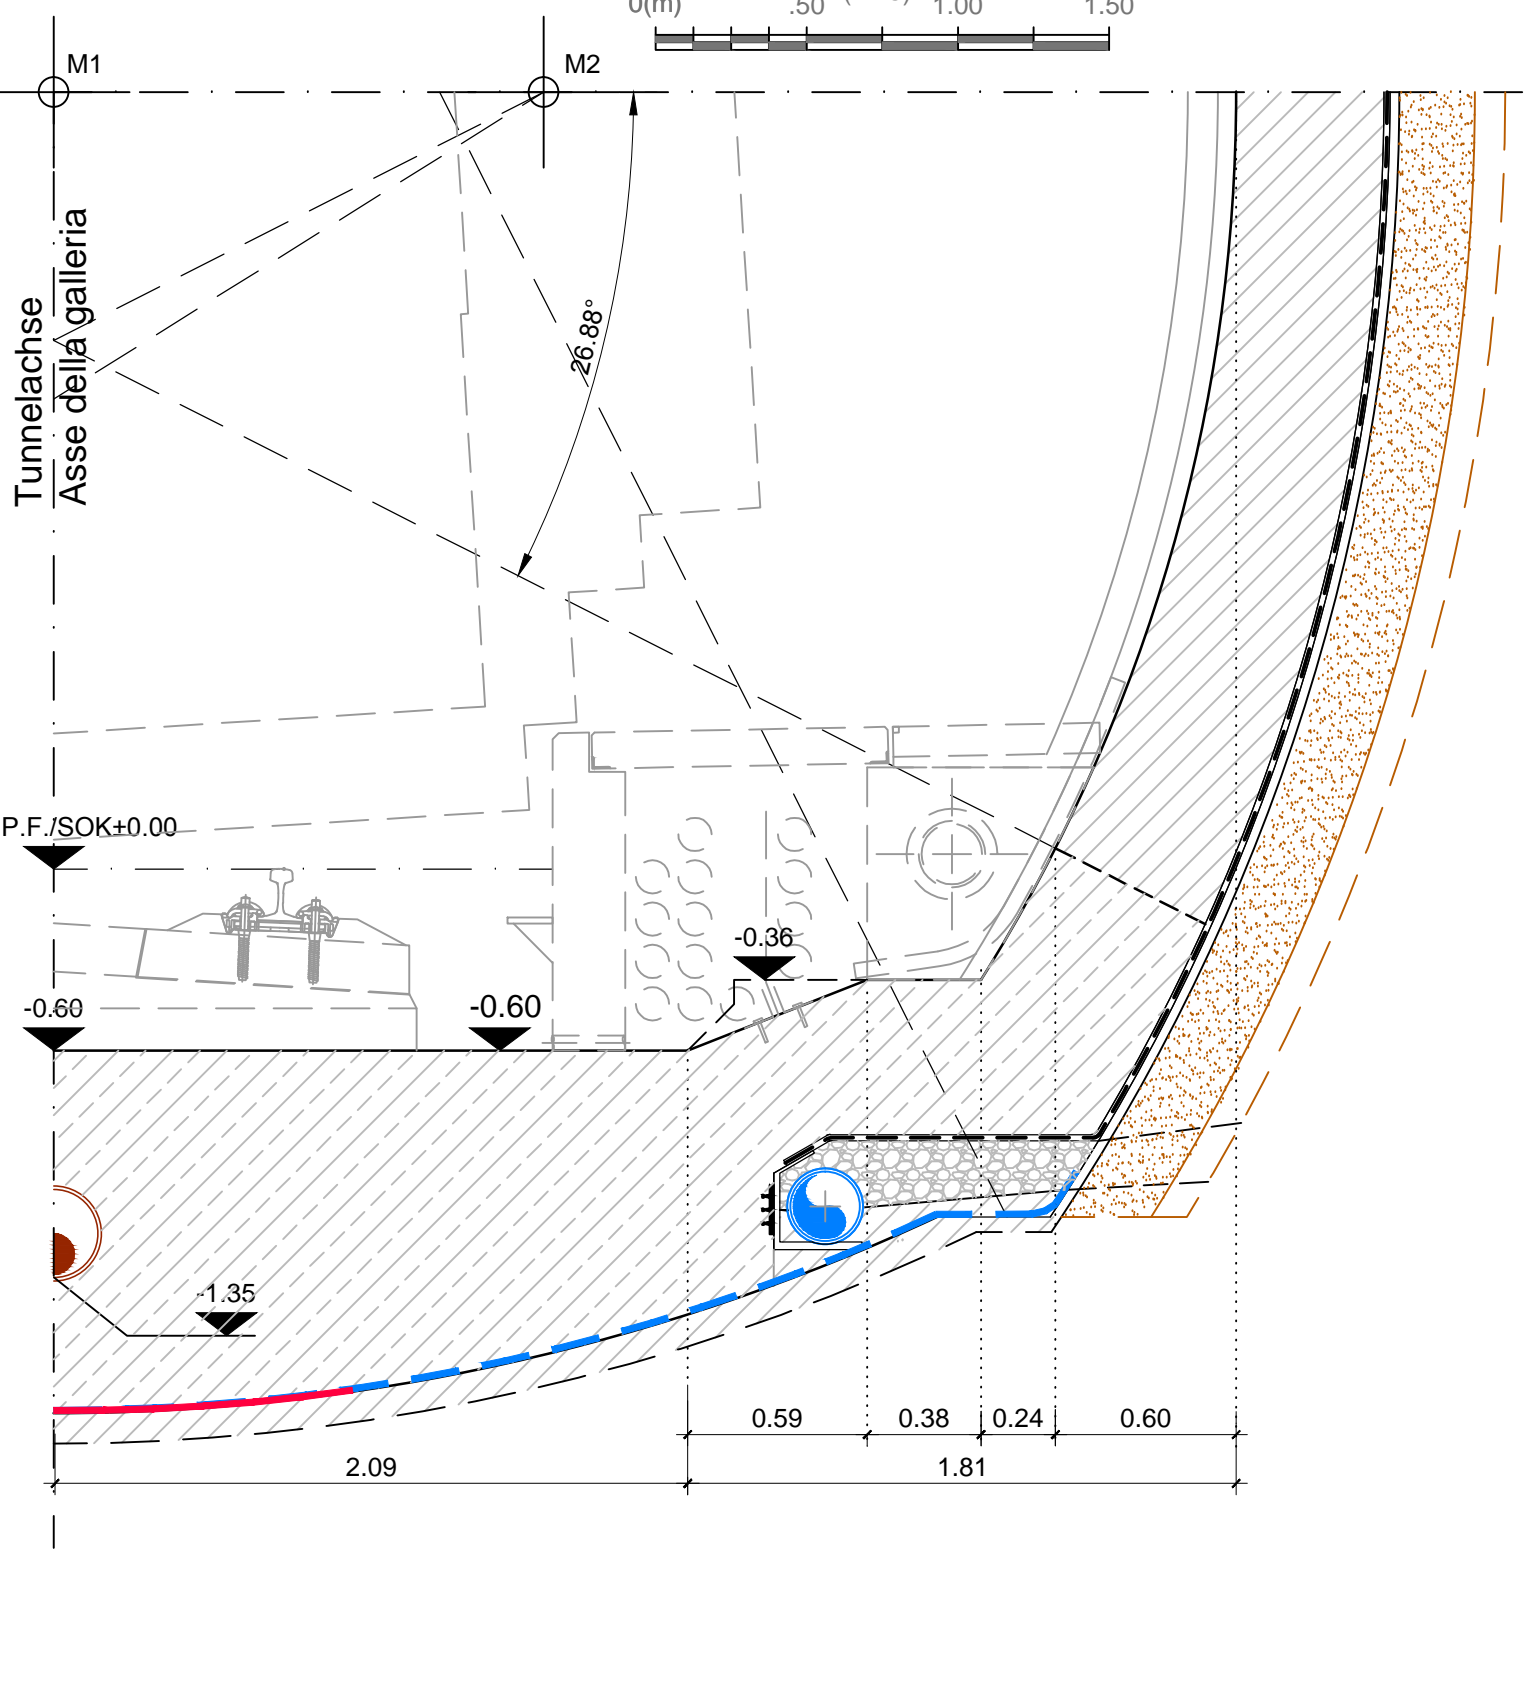 0(m) .50 1.00 1.50
M1
M2
Tunnelachse
Asse della galleria
26.88°
P.F./SOK±0.00
-0.36
-0.60
-0.60
-1.35
0.59 0.38 0.24 0.60
2.09 1.81